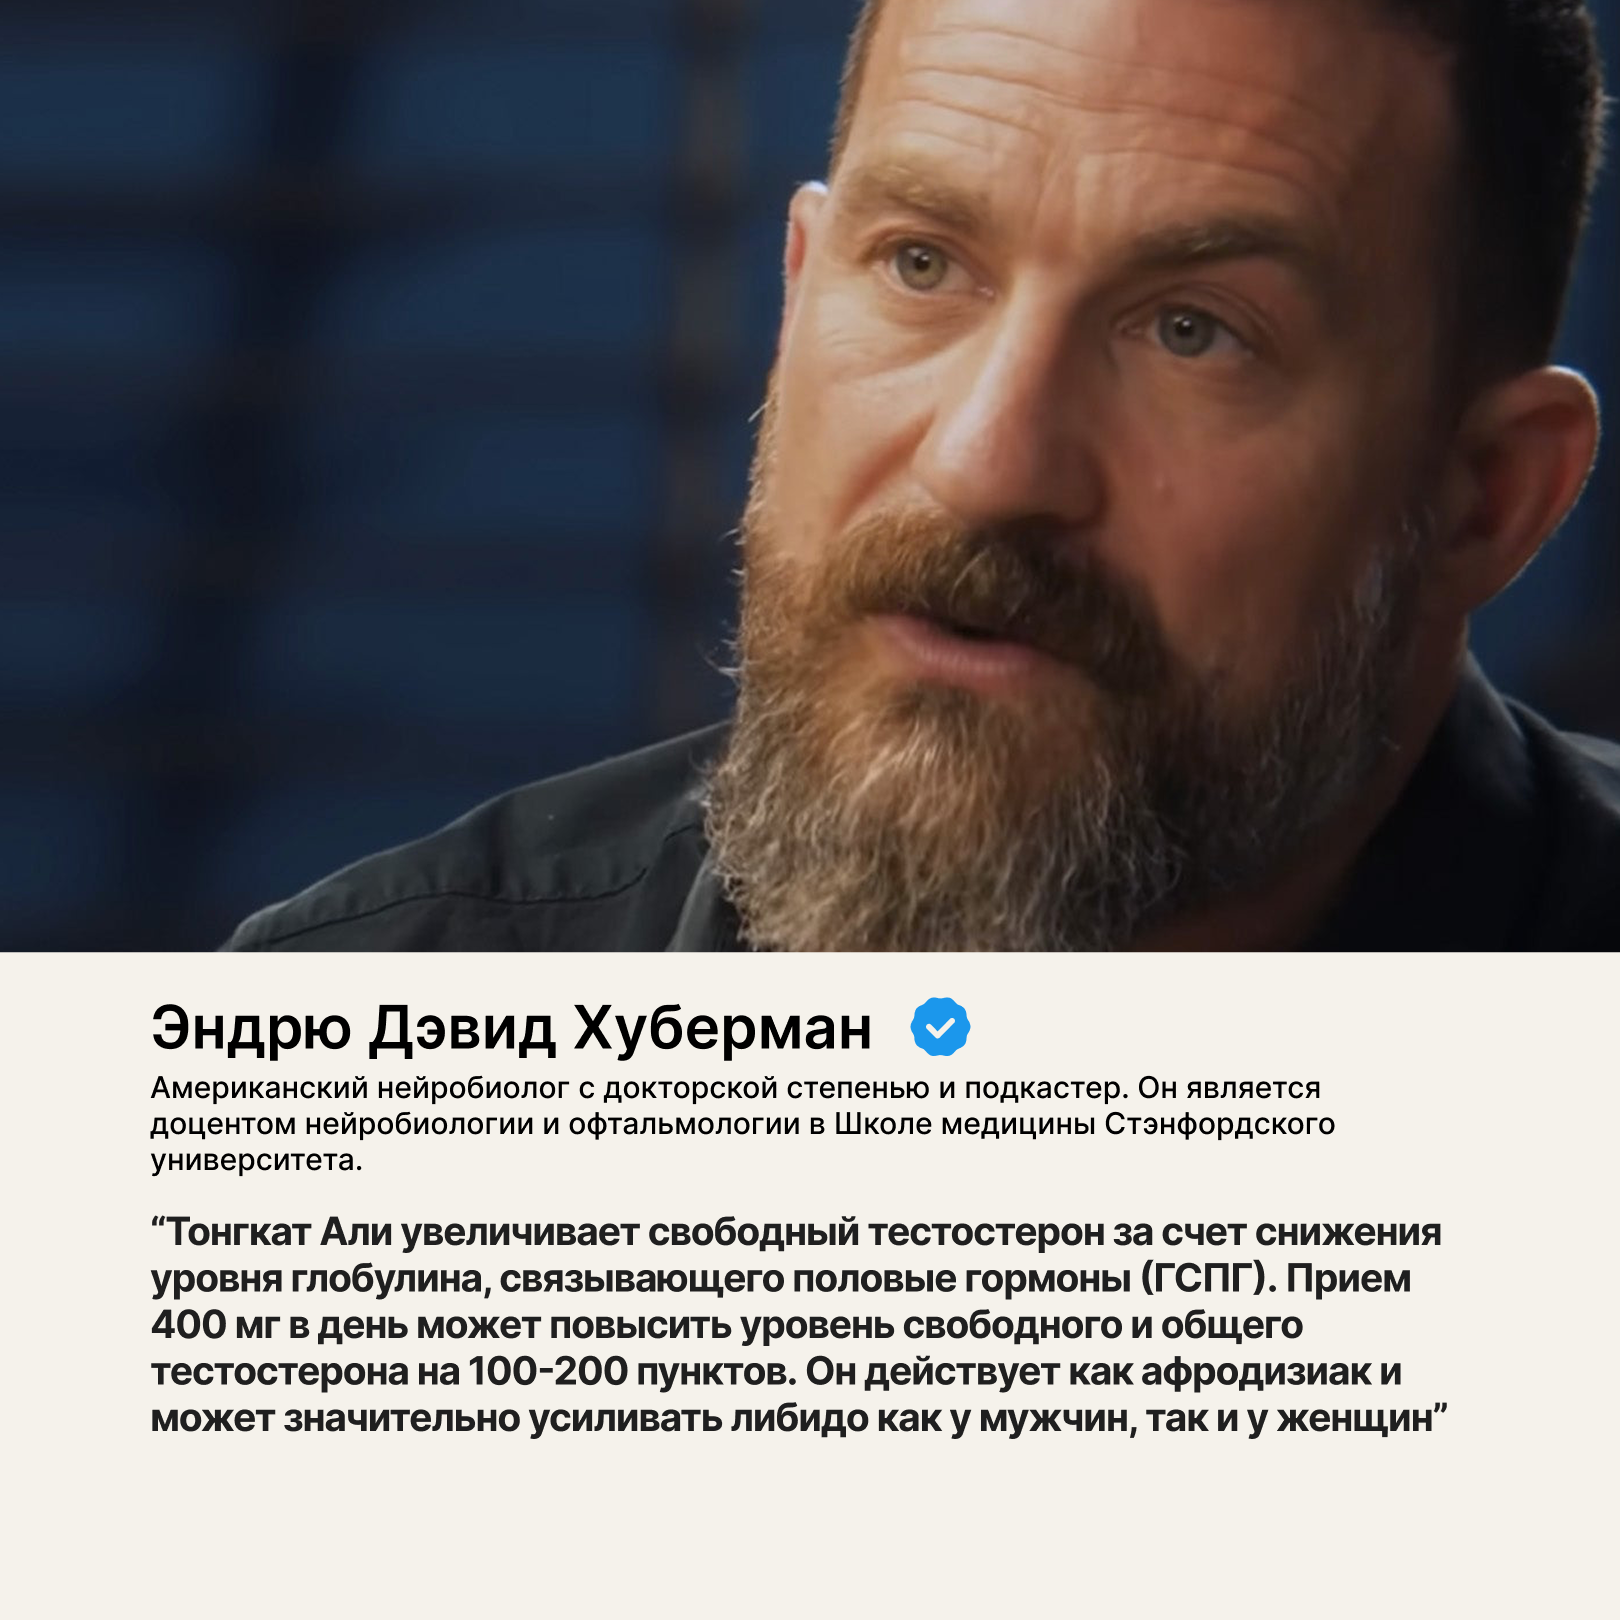 Эндрю Дэвид Хуберман
Американский нейробиолог с докторской степенью и подкастер. Он является
доцентом нейробиологии и офтальмологии в Школе медицины Стэнфордского
университета.
“Тонгкат Али увеличивает свободный тестостерон за счет снижения
уровня глобулина, связывающего половые гормоны (ГСПГ). Прием
400 мг в день может повысить уровень свободного и общего
тестостерона на 100-200 пунктов. Он действует как афродизиак и
может значительно усиливать либидо как у мужчин, так и у женщин”